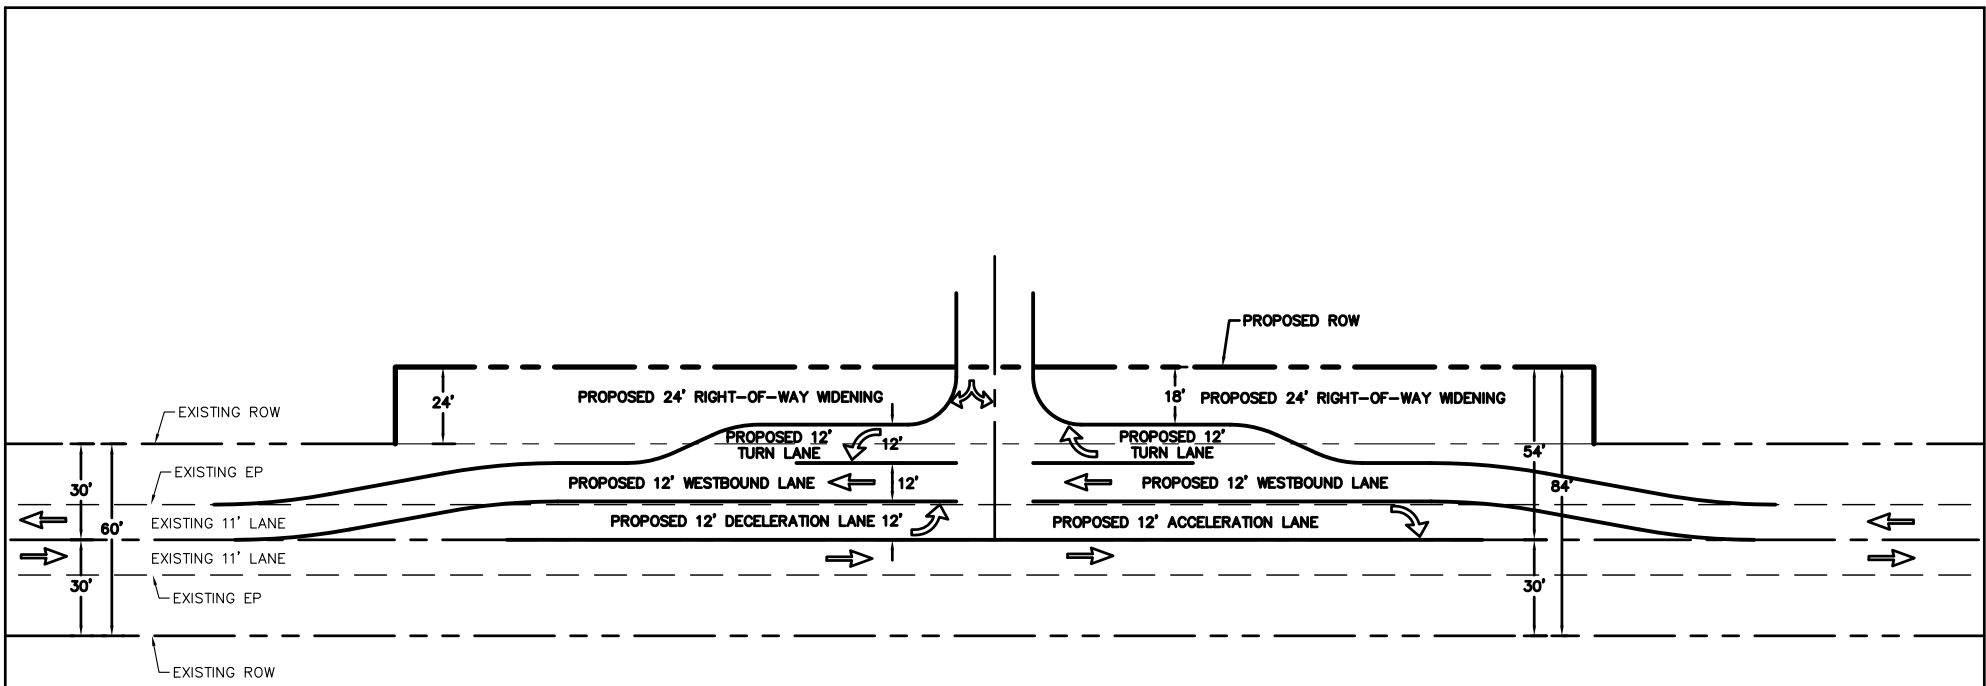 PROPOSED ROW
24'
PROPOSED 24' RIGHT-OF-WAY WIDENING
18'
PROPOSED 24' RIGHT-OF-WAY WIDENING
EXISTING ROW
PROPOSED 12'
TURN LANE
12'
PROPOSED 12'
TURN LANE
54'
EXISTING EP
30'
PROPOSED 12' WESTBOUND LANE
12'
PROPOSED 12' WESTBOUND LANE
84'
EXISTING 11' LANE
60'
PROPOSED 12' DECELERATION LANE 12'
PROPOSED 12' ACCELERATION LANE
EXISTING 11' LANE
30'
30'
EXISTING EP
EXISTING ROW